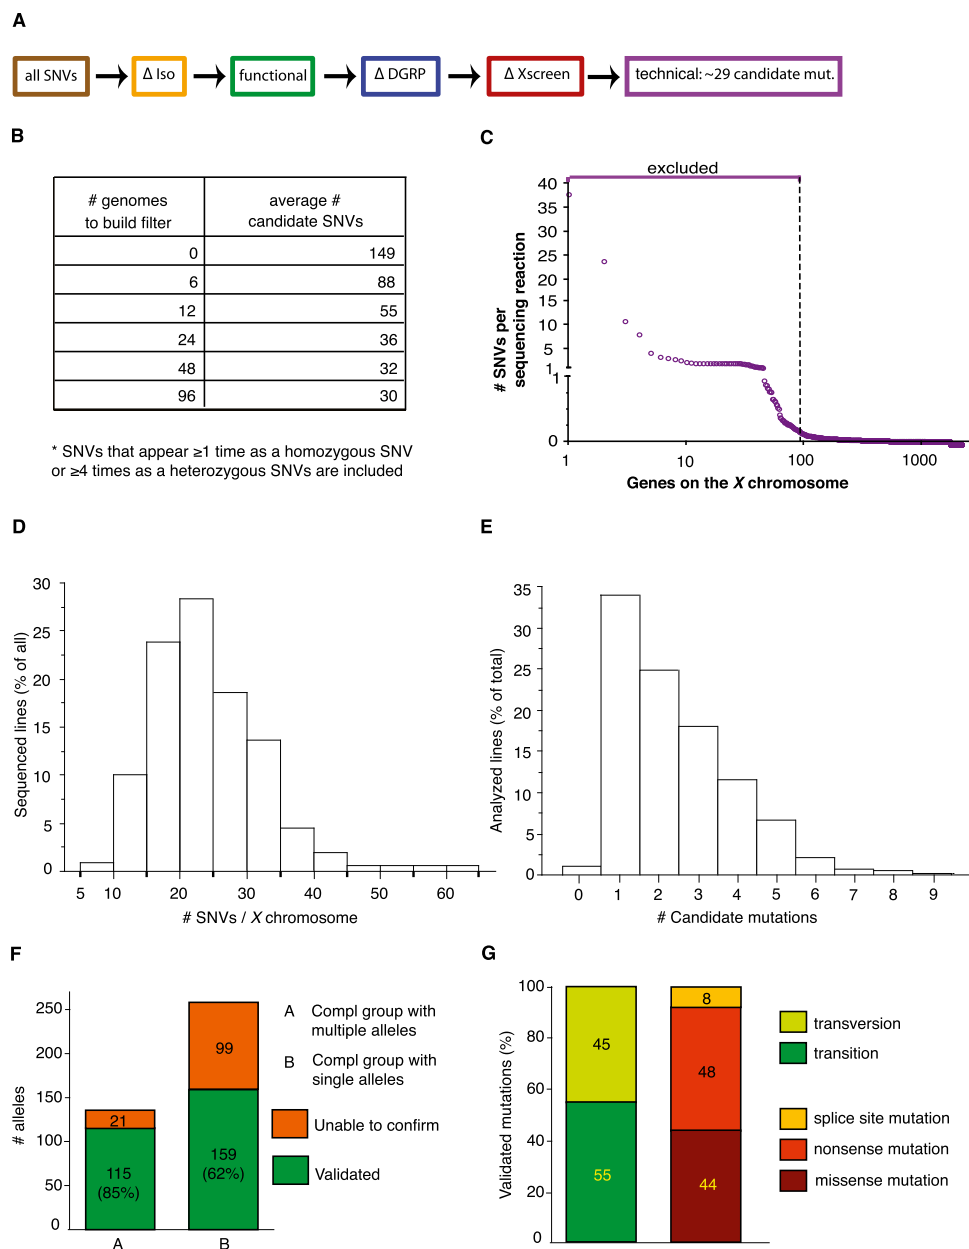 A
all SNVs
Δ Iso
functional
Δ DGRP
Δ Xscreen
technical: ~29 candidate mut.
B
# genomes
to build filter
average #
candidate SNVs
0 149
6 88
12 55
24 36
48 32
96 30
* SNVs that appear ≥1 time as a homozygous SNV
or ≥4 times as a heterozygous SNVs are included
C
excluded
# SNVs per
sequencing reaction
40
35
30
25
20
15
10
5
1
1
0
1 10 100 1000
Genes on the X chromosome
D
Sequenced lines (% of all)
30
25
20
15
10
5
0
5 10 20 30 40 50 60
# SNVs / X chromosome
E
Analyzed lines (% of total)
35
30
25
20
15
10
5
0
0 1 2 3 4 5 6 7 8 9
# Candidate mutations
F
# alleles
250
200
150
100
50
0
21
115
(85%)
99
159
(62%)
A B
A Compl group with
multiple alleles
B Compl group with
single alleles
Unable to confirm
Validated
G
Validated mutations (%)
100
80
60
40
20
0
45
55
8
48
44
transversion
transition
splice site mutation
nonsense mutation
missense mutation